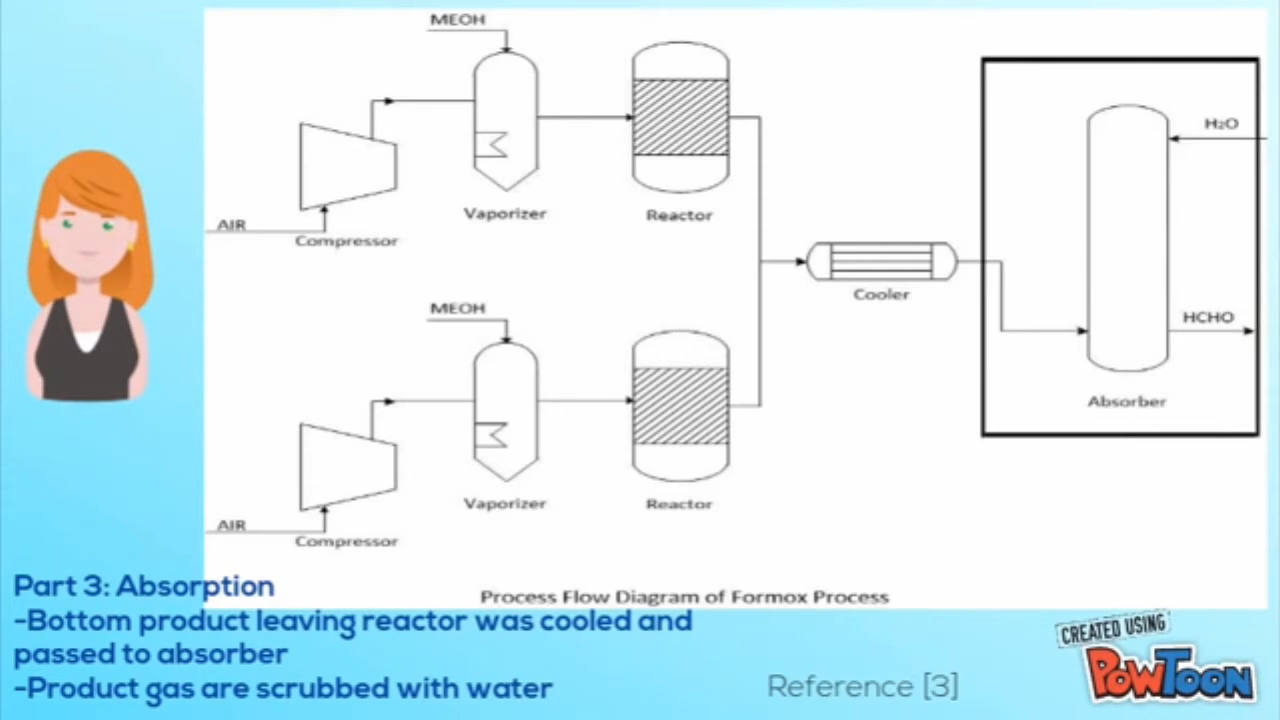 MEOH
H₂O
Vaporizer
Reactor
AIR
Compressor
Cooler
MEOH
HCHO
Absorber
Vaporizer
Reactor
AIR
Compressor
Process Flow Diagram of Formox Process
Part 3: Absorption
-Bottom product leaving reactor was cooled and
passed to absorber
-Product gas are scrubbed with water
Reference [3]
CREATED USING
POWTOON